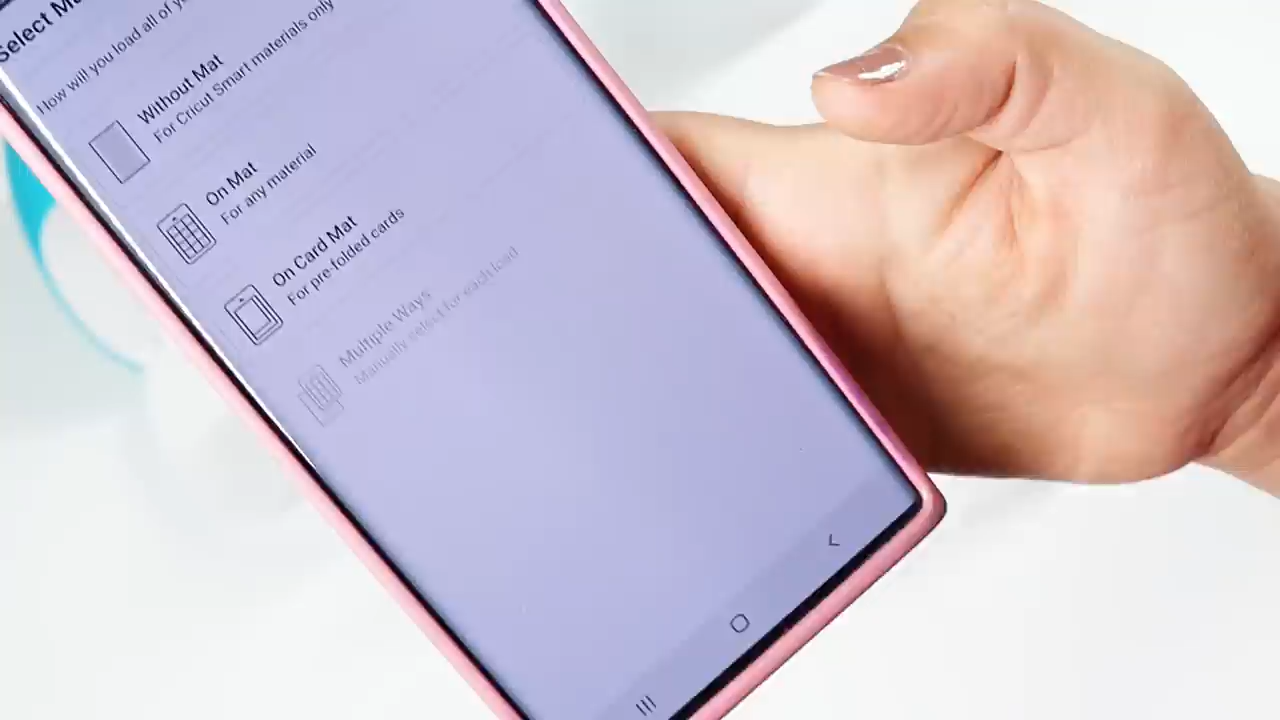 Select
How will you load all of
Without Mat
For Cricut Smart materials only
On Mat
For any material
On Card Mat
For pre-folded cards
Multiple Ways
Manually select for each load